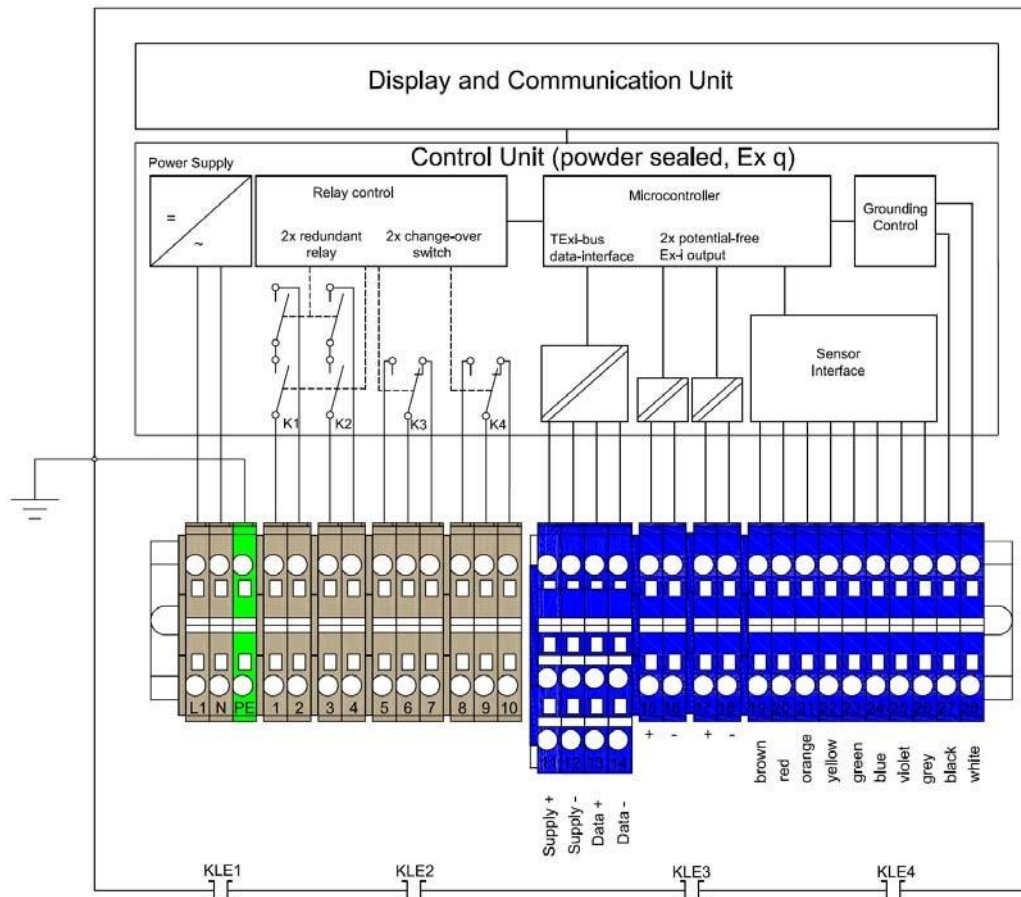 Display and Communication Unit
Control Unit (powder sealed, Ex q)
Power Supply
=
~
Relay control
2x redundant
relay
2x change-over
switch
Microcontroller
TExi-bus
data-interface
2x potential-free
Ex-i output
Grounding
Control
Sensor
Interface
K1
K2
K3
K4
L1 N PE 1 2 3 4 5 6 7 8 9 10
11 12 13 14
15 16 17 18 19 20 21 22 23 24 25 26 27 28
+ - + -
Supply +
Supply -
Data +
Data -
brown
red
orange
yellow
green
blue
violet
grey
black
white
KLE1
KLE2
KLE3
KLE4